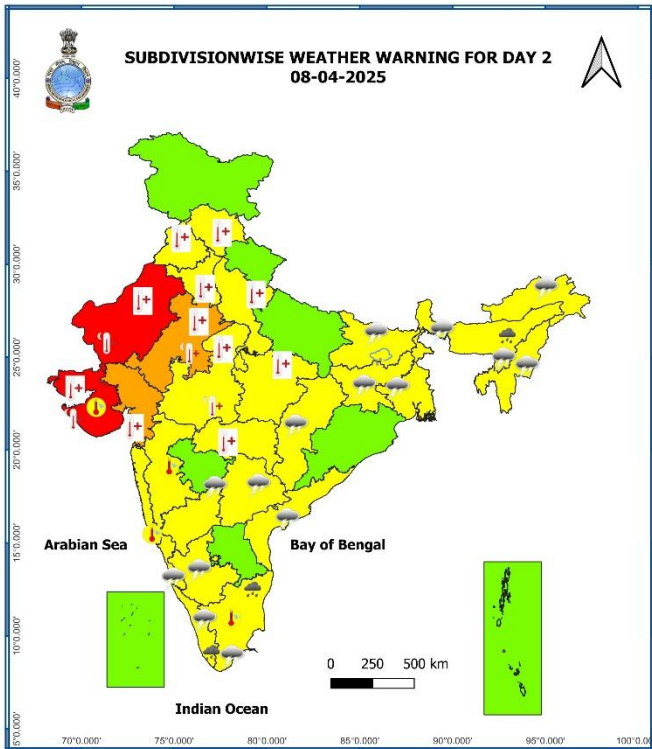 SUBDIVISIONWISE WEATHER WARNING FOR DAY 2
08-04-2025
40°0.000'
35°0.000'
30°0.000'
25°0.000'
20°0.000'
15°0.000'
10°0.000'
5°0.000'
Arabian Sea
Bay of Bengal
0 250 500 km
Indian Ocean
70°0.000' 75°0.000' 80°0.000' 85°0.000' 90°0.000' 95°0.000' 100°0.0